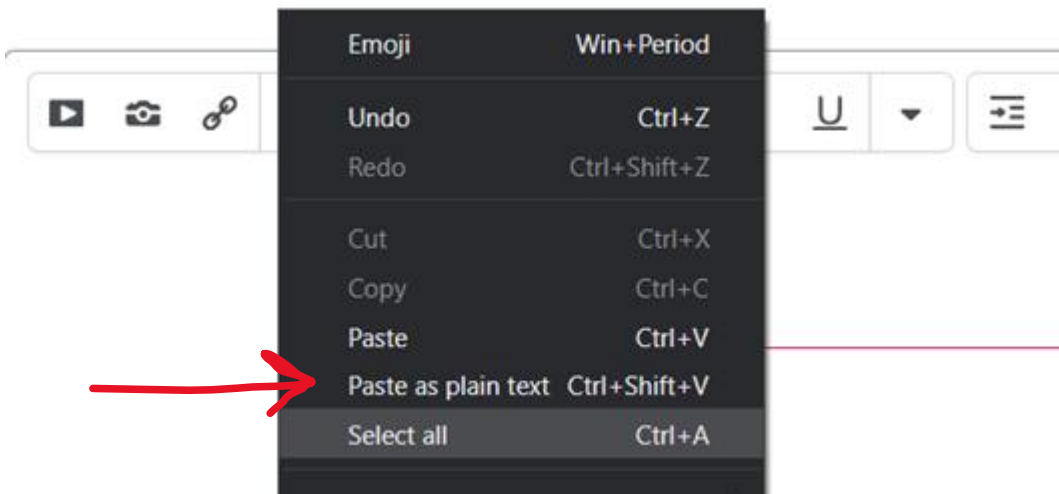 Emoji Win+Period
Undo Ctrl+Z
Redo Ctrl+Shift+Z
Cut Ctrl+X
Copy Ctrl+C
Paste Ctrl+V
Paste as plain text Ctrl+Shift+V
Select all Ctrl+A
U